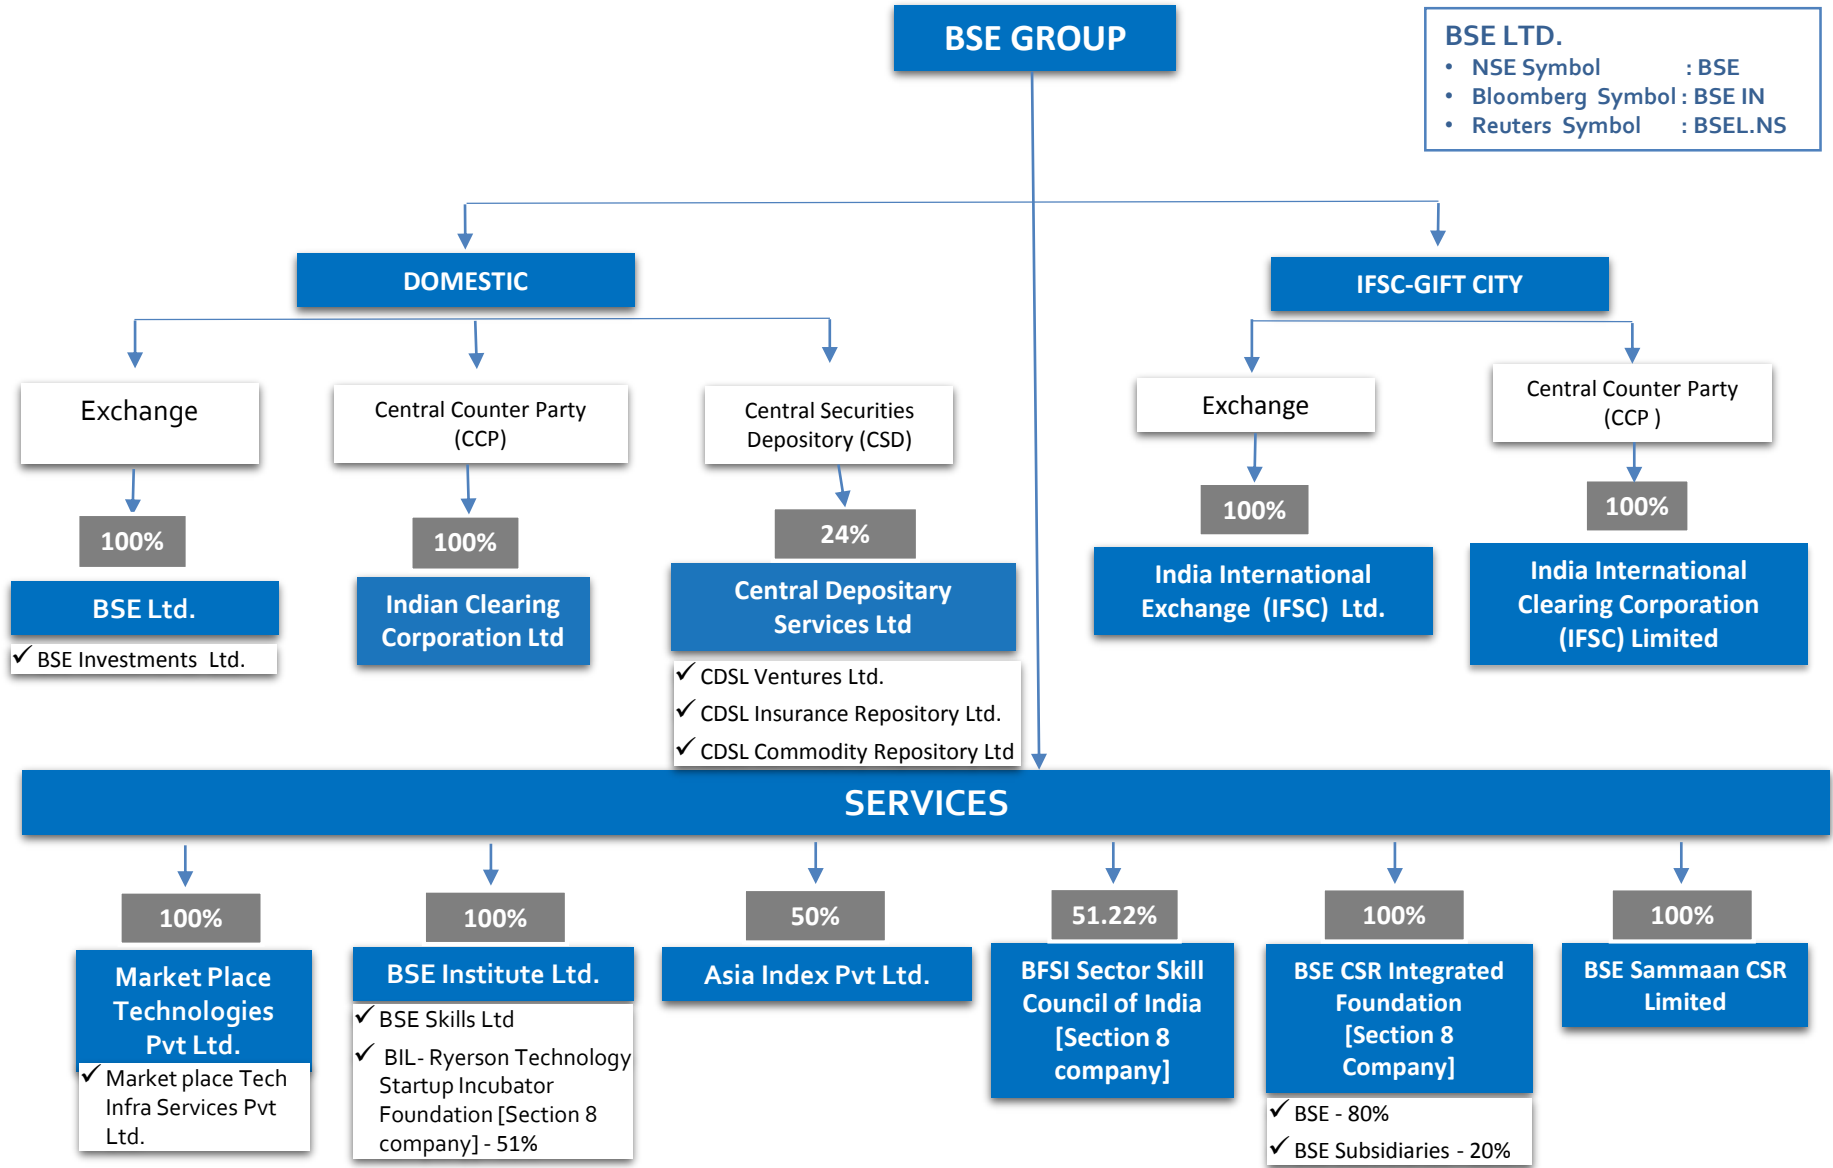 BSE GROUP
BSE LTD.
• NSE Symbol : BSE
• Bloomberg Symbol : BSE IN
• Reuters Symbol : BSEL.NS
DOMESTIC
IFSC-GIFT CITY
Exchange
Central Counter Party
(CCP)
Central Securities
Depository (CSD)
Exchange
Central Counter Party
(CCP )
100%
100%
24%
100%
100%
BSE Ltd.
✓ BSE Investments Ltd.
Indian Clearing
Corporation Ltd
Central Depositary
Services Ltd
✓ CDSL Ventures Ltd.
✓ CDSL Insurance Repository Ltd.
✓ CDSL Commodity Repository Ltd
India International
Exchange (IFSC) Ltd.
India International
Clearing Corporation
(IFSC) Limited
SERVICES
100%
Market Place
Technologies
Pvt Ltd.
✓ Market place Tech
Infra Services Pvt
Ltd.
100%
BSE Institute Ltd.
✓ BSE Skills Ltd
✓ BIL- Ryerson Technology
Startup Incubator
Foundation [Section 8
company] - 51%
50%
Asia Index Pvt Ltd.
51.22%
BFSI Sector Skill
Council of India
[Section 8
company]
100%
BSE CSR Integrated
Foundation
[Section 8
Company]
✓ BSE - 80%
✓ BSE Subsidiaries - 20%
100%
BSE Sammaan CSR
Limited